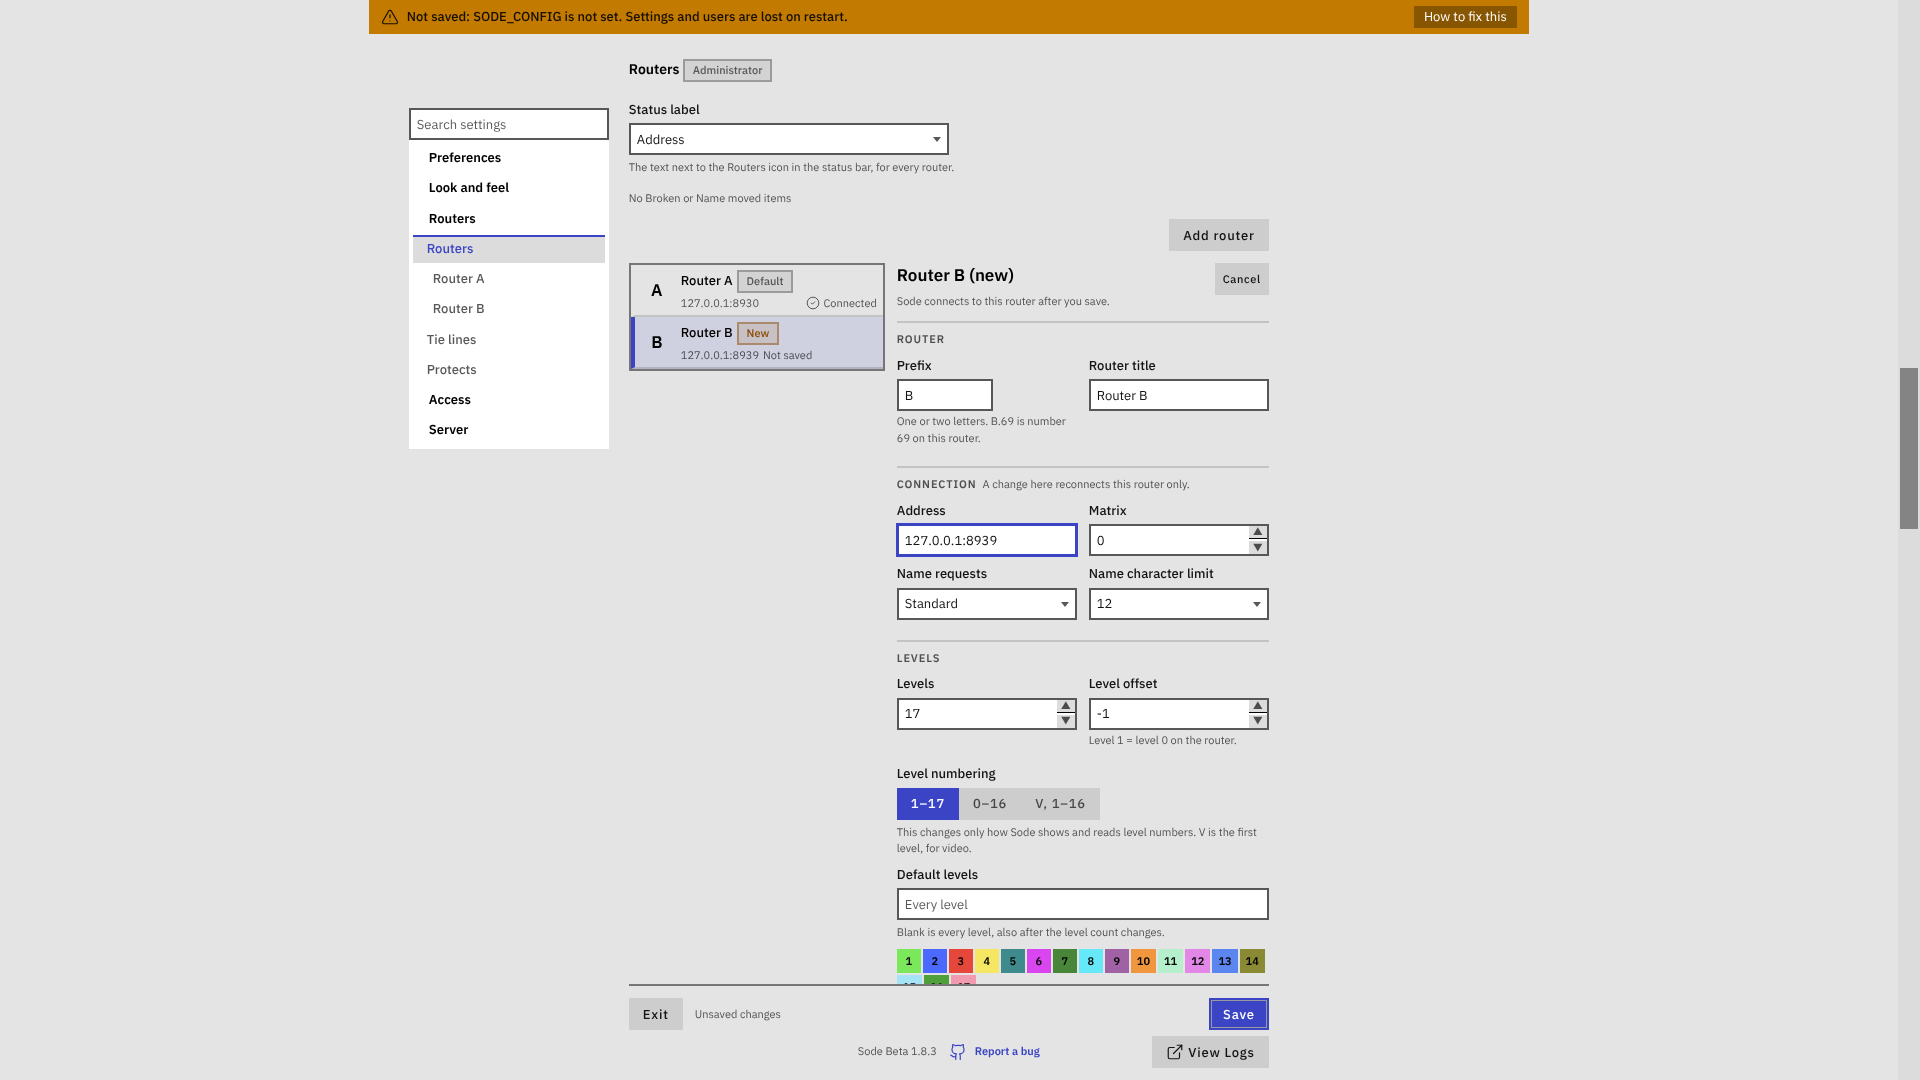 Not saved: SODE_CONFIG is not set. Settings and users are lost on restart.
How to fix this
Routers
Administrator
Search settings
Preferences
Look and feel
Routers
Routers
Router A
Router B
Tie lines
Protects
Access
Server
Status label
Address
The text next to the Routers icon in the status bar, for every router.
No Broken or Name moved items
Add router
A
Router A
Default
127.0.0.1:8930
Connected
B
Router B
New
127.0.0.1:8939 Not saved
Router B (new)
Cancel
Sode connects to this router after you save.
ROUTER
Prefix
Router title
B
Router B
One or two letters. B.69 is number
69 on this router.
CONNECTION A change here reconnects this router only.
Address
Matrix
127.0.0.1:8939
0
Name requests
Name character limit
Standard
12
LEVELS
Levels
Level offset
17
-1
Level 1 = level 0 on the router.
Level numbering
1–17
0–16
V, 1–16
This changes only how Sode shows and reads level numbers. V is the first
level, for video.
Default levels
Every level
Blank is every level, also after the level count changes.
1 2 3 4 5 6 7 8 9 10 11 12 13 14
Exit
Unsaved changes
Save
Sode Beta 1.8.3
Report a bug
View Logs